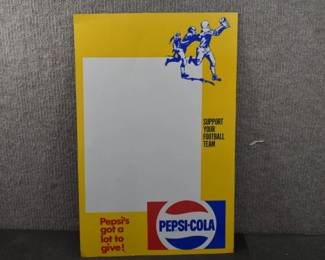 SUPPORT
YOUR
FOOTBALL
TEAM
Pepsi's
got a
lot to
give!
PEPSI-COLA